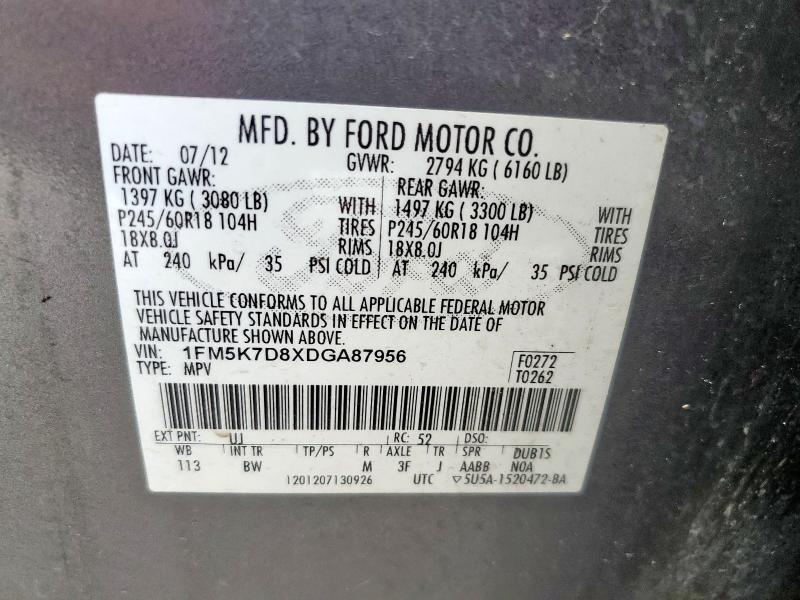 MFD. BY FORD MOTOR CO.
DATE: 07/12 GVWR: 2794 KG ( 6160 LB)
FRONT GAWR: REAR GAWR:
1397 KG ( 3080 LB) WITH 1497 KG ( 3300 LB) WITH
P245/60R18 104H TIRES P245/60R18 104H TIRES
18X8.0J RIMS 18X8.0J RIMS
AT 240 kPa/ 35 PSI COLD AT 240 kPa/ 35 PSI COLD
THIS VEHICLE CONFORMS TO ALL APPLICABLE FEDERAL MOTOR
VEHICLE SAFETY STANDARDS IN EFFECT ON THE DATE OF
MANUFACTURE SHOWN ABOVE.
VIN: 1FM5K7D8XDGA87956 F0272
TYPE: MPV T0262
EXT PNT: UJ RC: 52 DSO:
WB INT TR TP/PS R AXLE TR SPR DUB1S
113 BW M 3F J AABB N0A
1201207130926 UTC ▽5U5A-1520472-BA